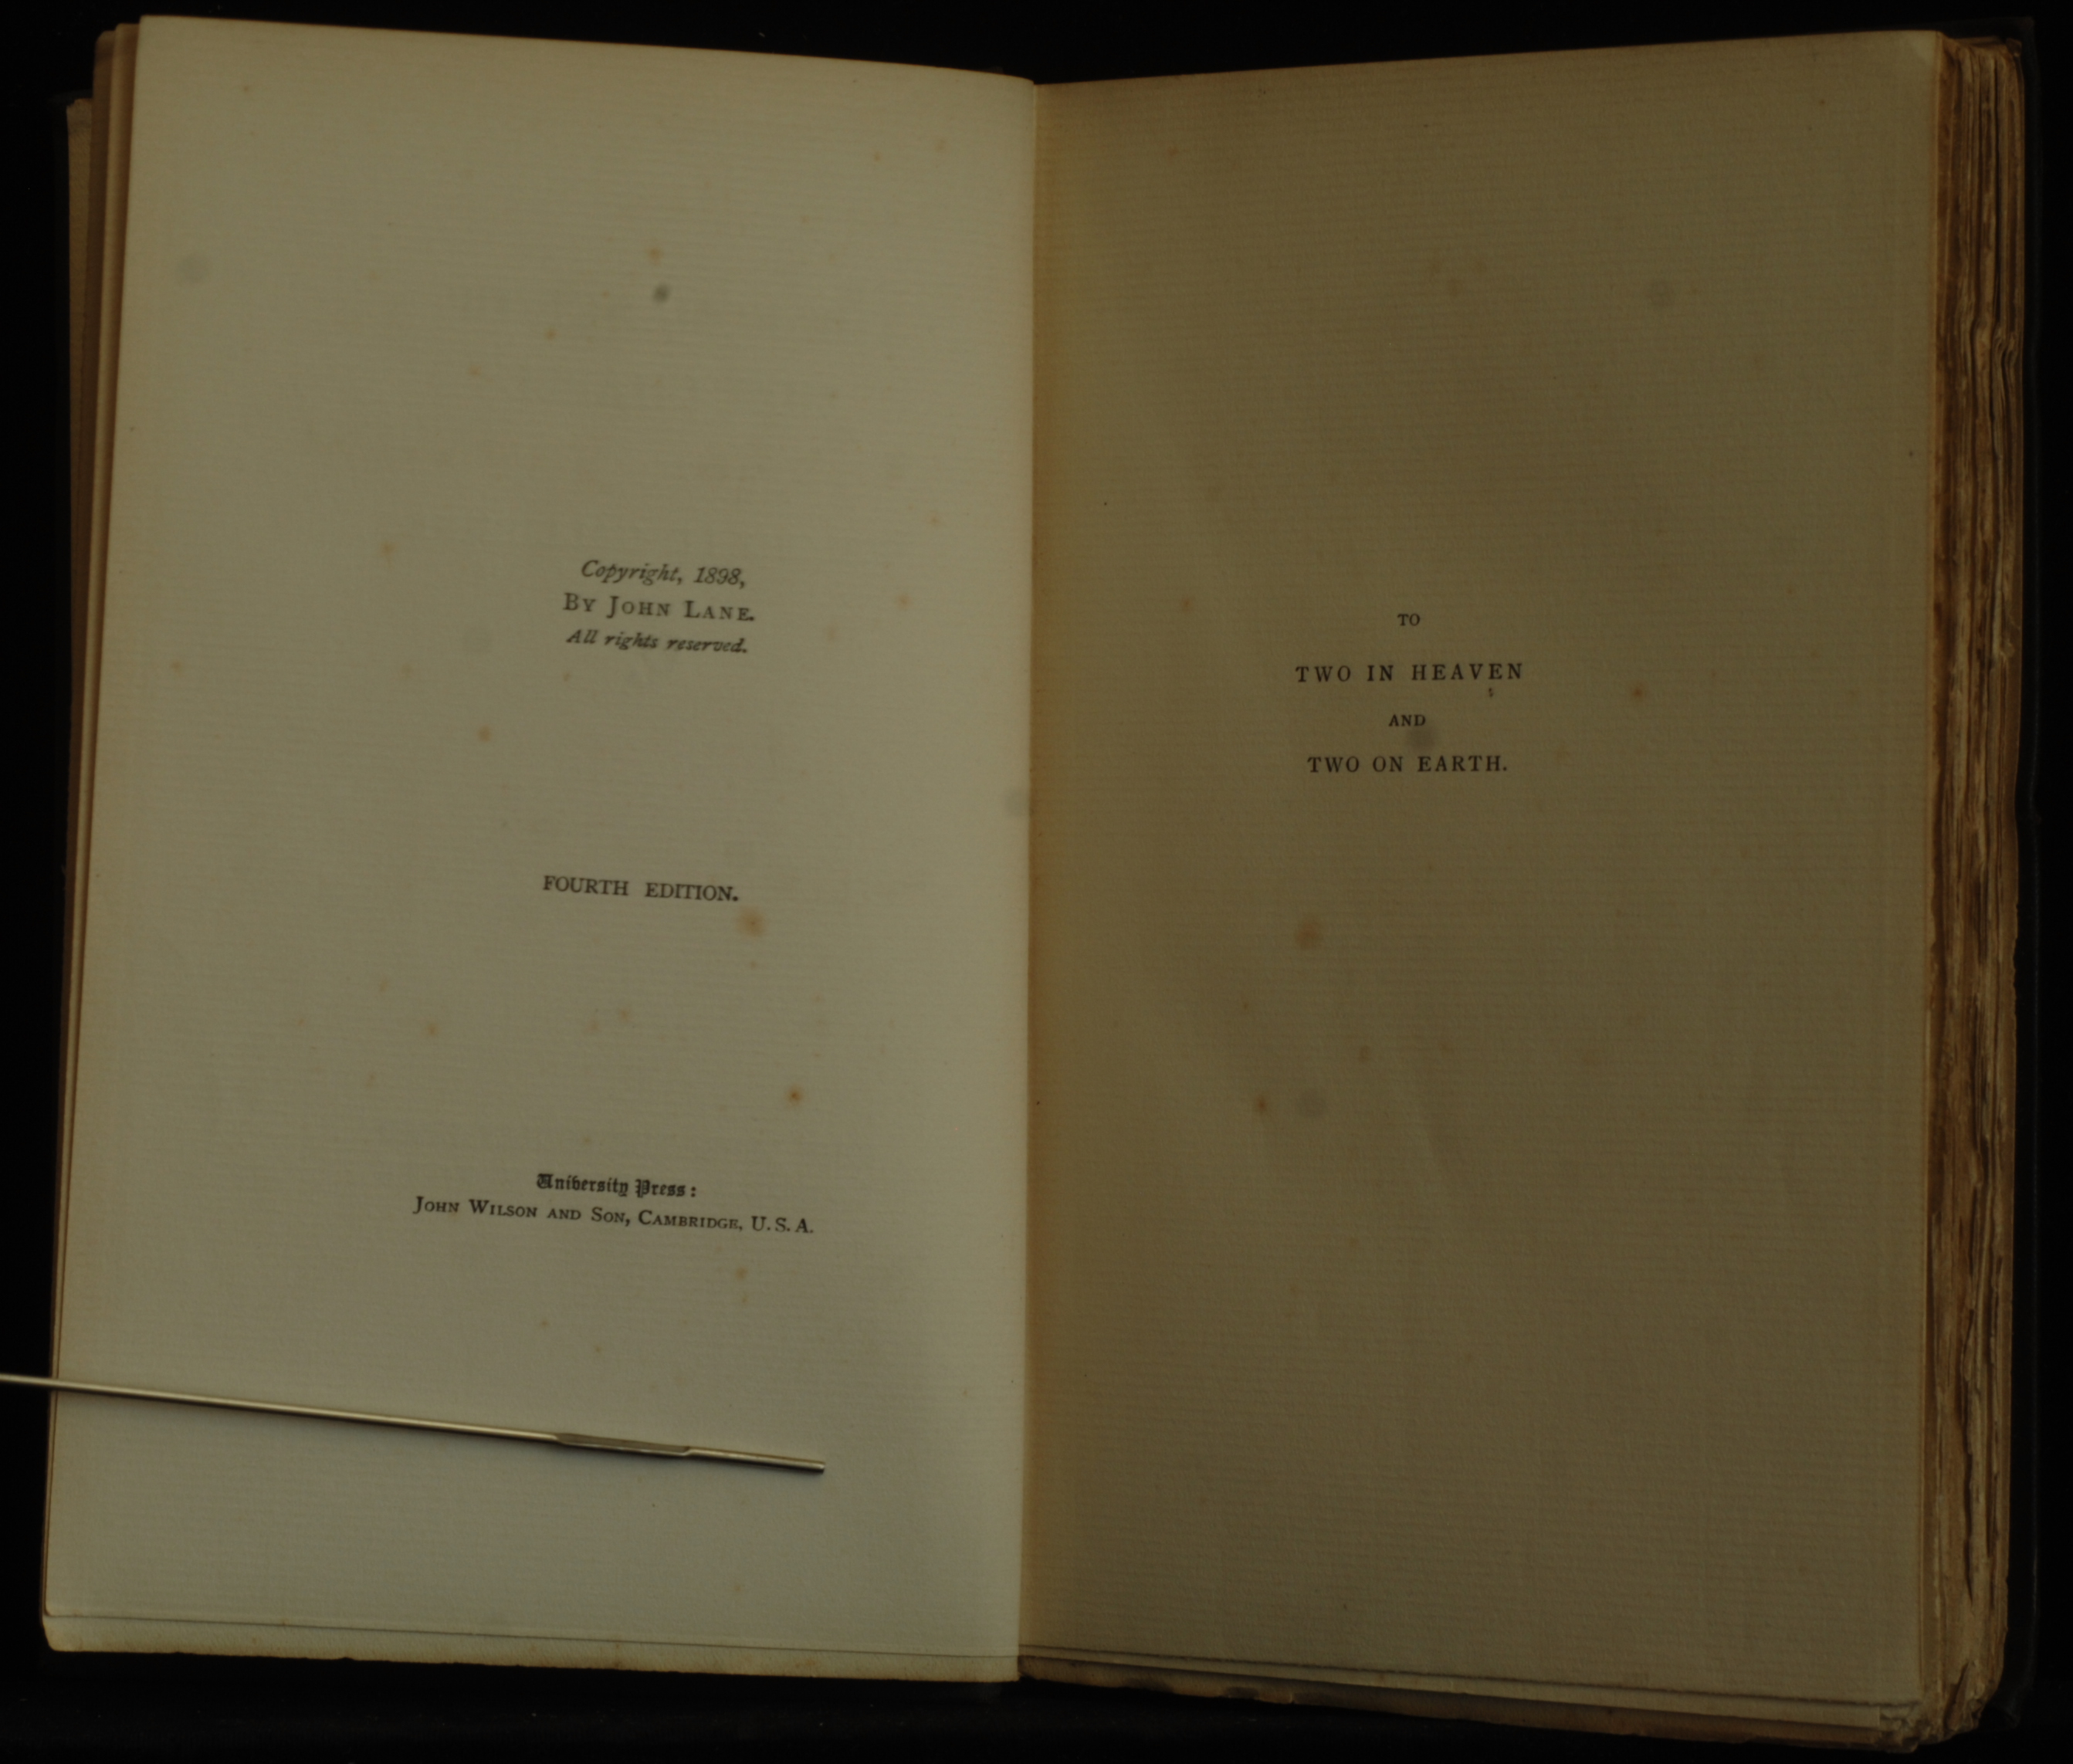 Copyright, 1898,
By John Lane.
All rights reserved.
FOURTH EDITION.
University Press:
John Wilson and Son, Cambridge, U.S.A.
TO
TWO IN HEAVEN
AND
TWO ON EARTH.